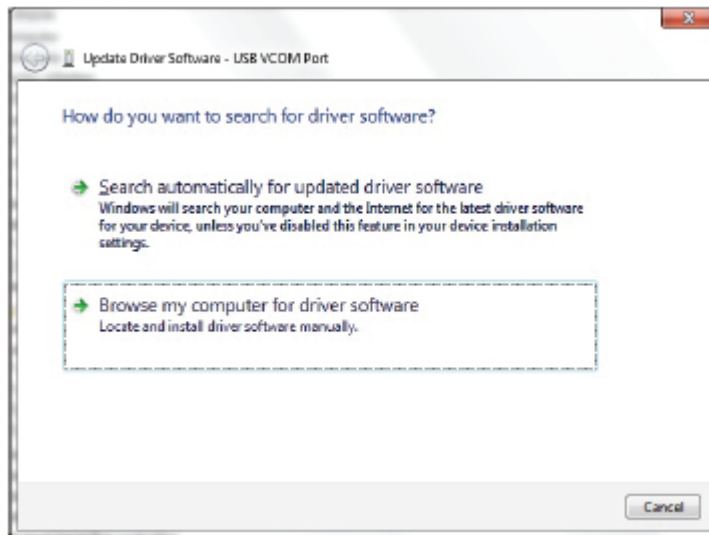 Update Driver Software - USB VCOM Port
How do you want to search for driver software?
Search automatically for updated driver software
Windows will search your computer and the Internet for the latest driver software
for your device, unless you've disabled this feature in your device installation
settings.
Browse my computer for driver software
Locate and install driver software manually.
Cancel